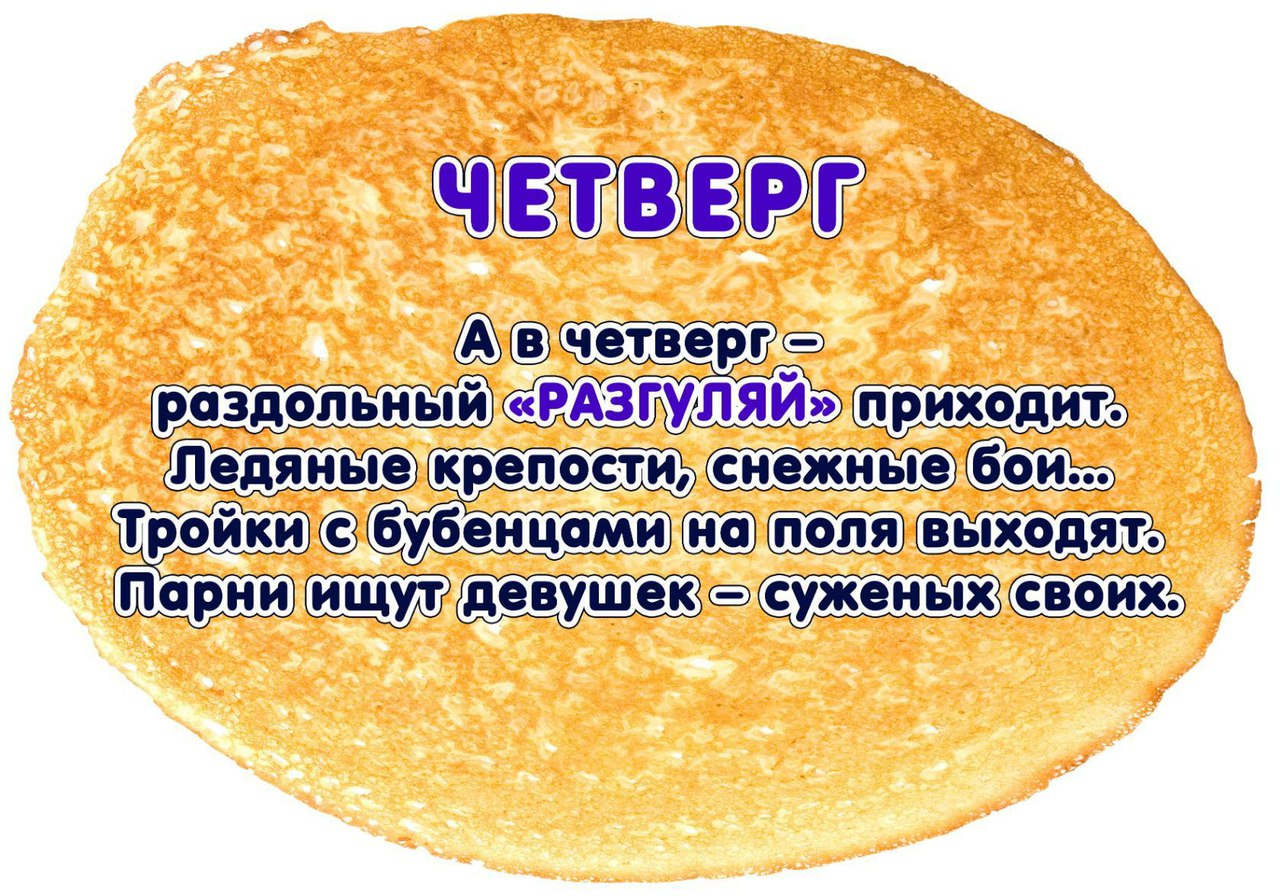 ЧЕТВЕРГ
А в четверг –
раздольный «РАЗГУЛЯЙ» приходит.
Ледяные крепости, снежные бои...
Тройки с бубенцами на поля выходят.
Парни ищут девушек – суженых своих.